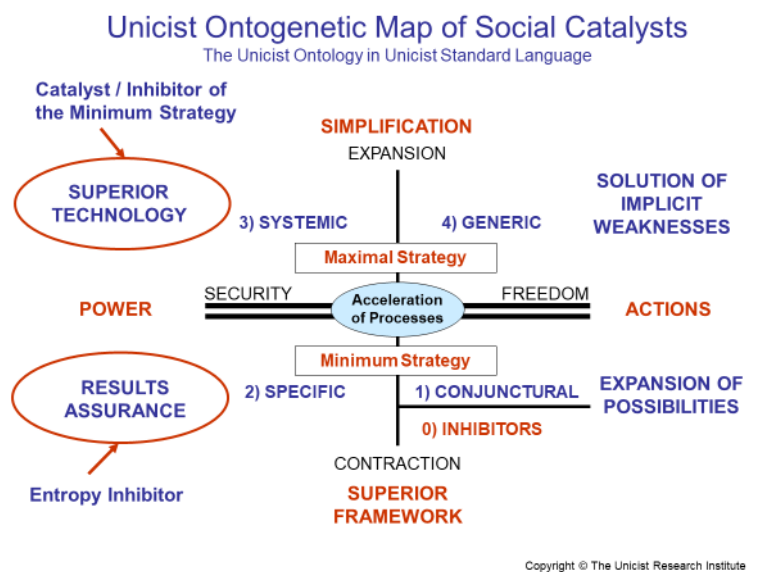 Unicist Ontogenetic Map of Social Catalysts
The Unicist Ontology in Unicist Standard Language
Catalyst / Inhibitor of
the Minimum Strategy
SIMPLIFICATION
EXPANSION
SUPERIOR
TECHNOLOGY
SOLUTION OF
IMPLICIT
WEAKNESSES
3) SYSTEMIC
4) GENERIC
Maximal Strategy
POWER
SECURITY
Acceleration
of Processes
FREEDOM
ACTIONS
Minimum Strategy
RESULTS
ASSURANCE
2) SPECIFIC
1) CONJUNCTURAL
EXPANSION OF
POSSIBILITIES
0) INHIBITORS
CONTRACTION
Entropy Inhibitor
SUPERIOR
FRAMEWORK
Copyright © The Unicist Research Institute